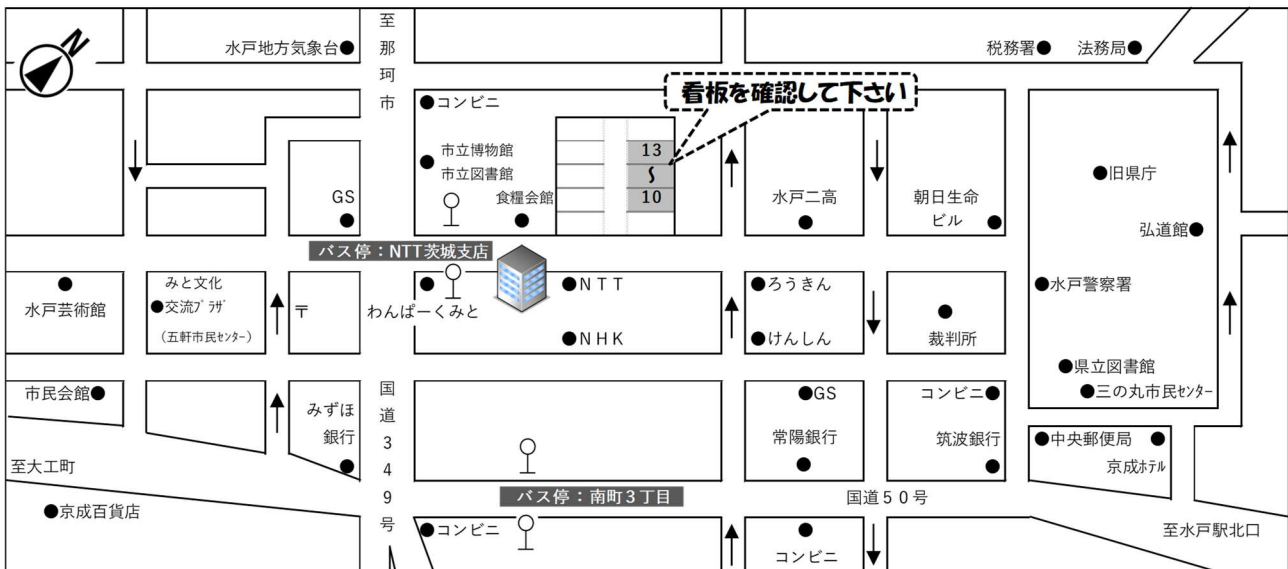 N
至那珂市
水戸地方気象台
税務署
法務局
コンビニ
看板を確認して下さい
市立博物館
市立図書館
13
〜
10
旧県庁
GS
食糧会館
水戸二高
朝日生命
ビル
弘道館
バス停：NTT茨城支店
水戸芸術館
みと文化
交流ﾌﾟﾗｻﾞ
(五軒市民ｾﾝﾀｰ)
〒
わんぱーくみと
NTT
ろうきん
水戸警察署
NHK
けんしん
裁判所
県立図書館
三の丸市民ｾﾝﾀｰ
市民会館
みずほ
銀行
国道349号
GS
コンビニ
常陽銀行
筑波銀行
中央郵便局
京成ﾎﾃﾙ
至大工町
バス停：南町3丁目
国道50号
京成百貨店
コンビニ
コンビニ
至水戸駅北口